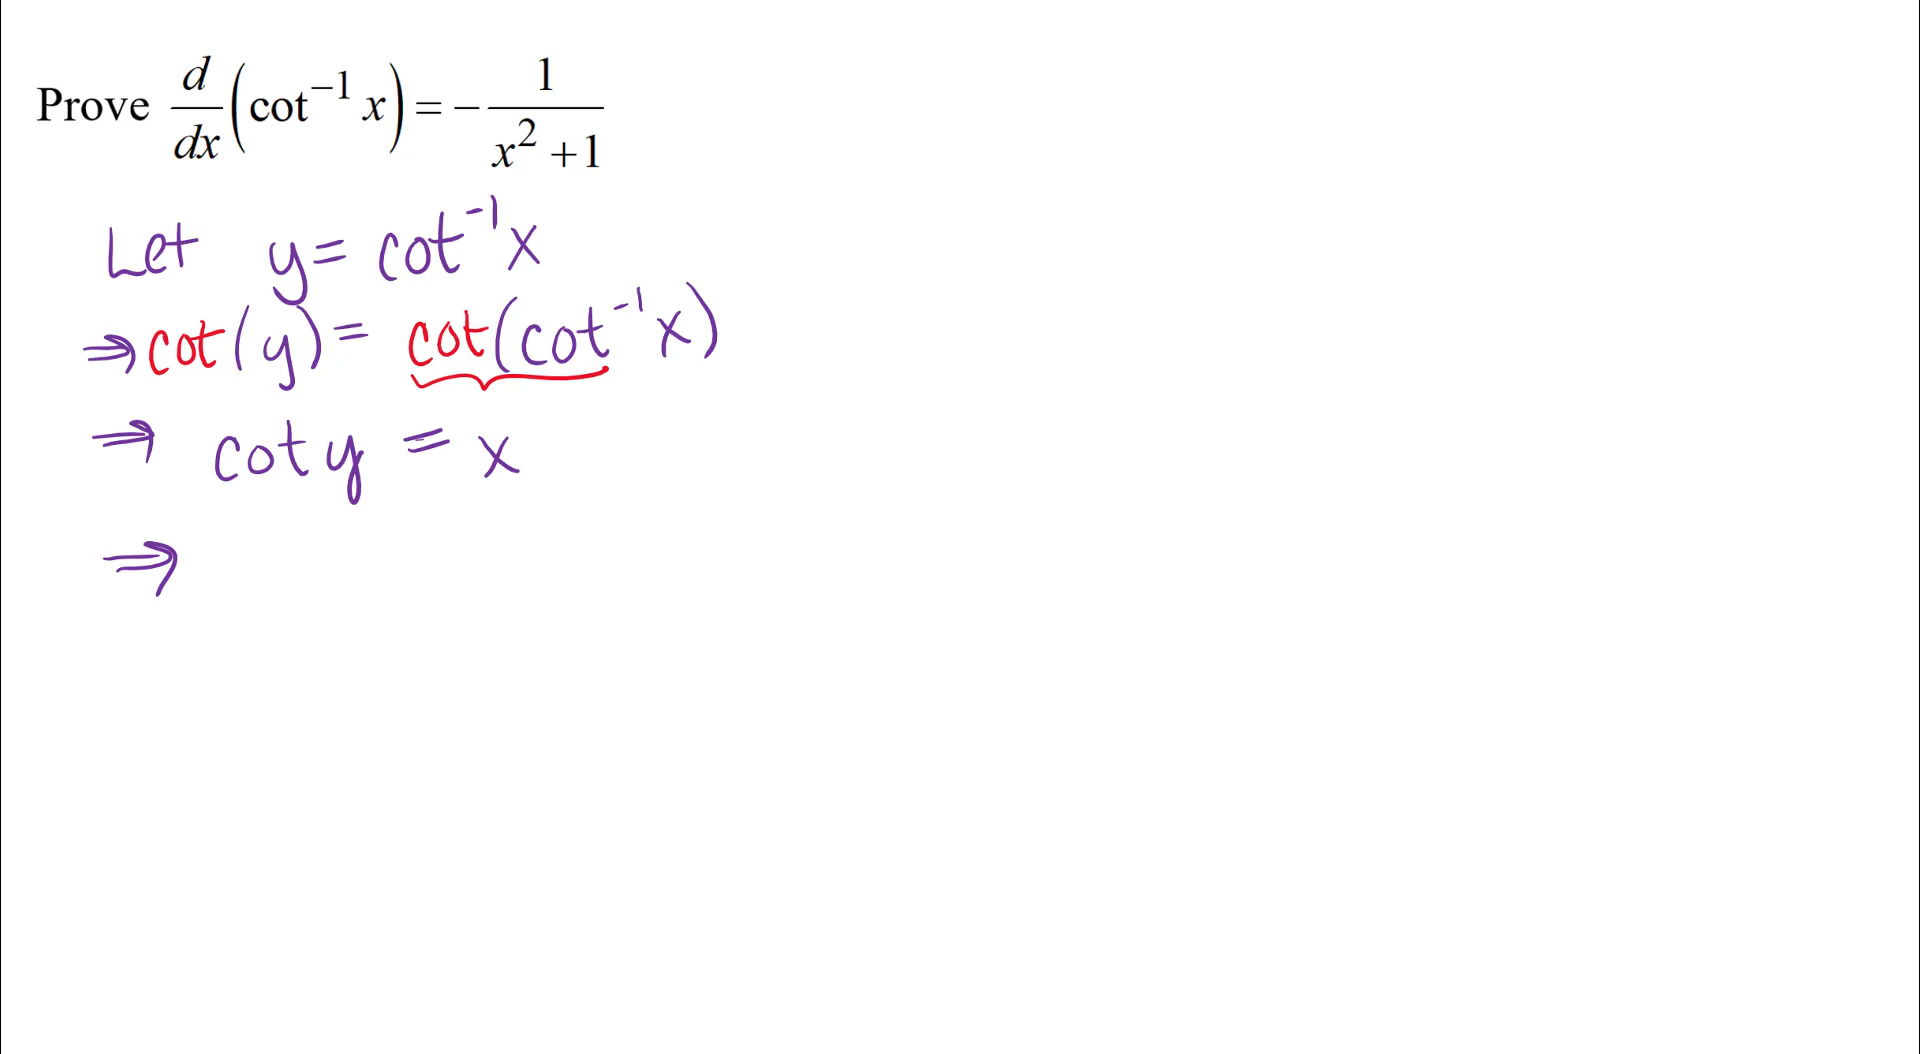 Prove d/dx (cot⁻¹ x) = − 1/(x² + 1)
Let y = cot⁻¹x
⇒ cot(y) = cot(cot⁻¹x)
⇒ cot y = x
⇒